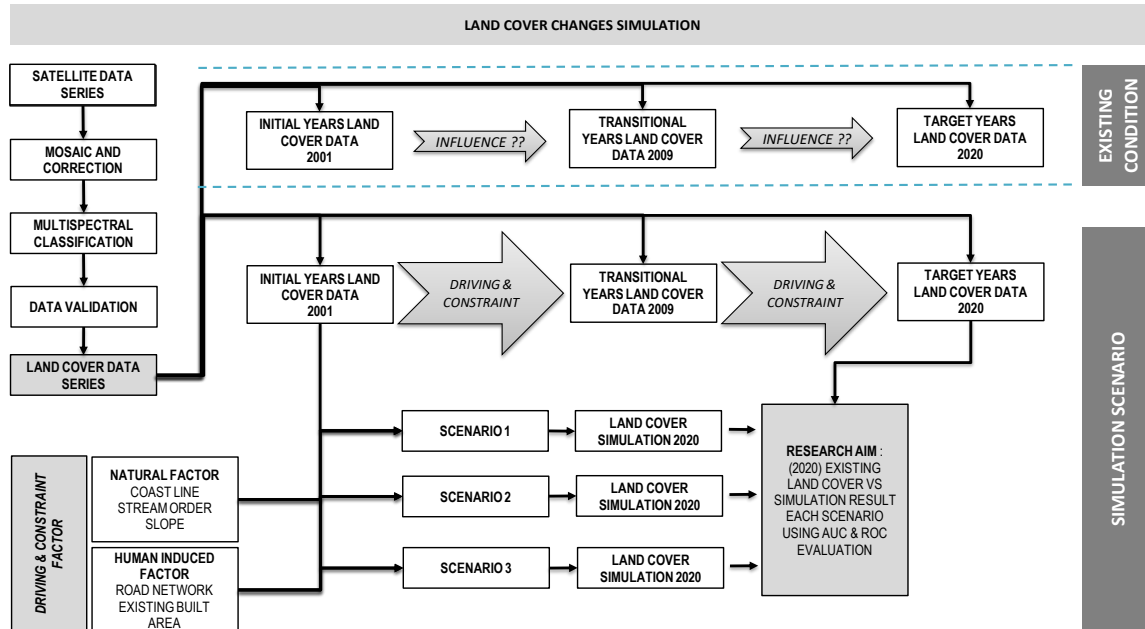 LAND COVER CHANGES SIMULATION
SATELLITE DATA
SERIES
MOSAIC AND
CORRECTION
MULTISPECTRAL
CLASSIFICATION
DATA VALIDATION
LAND COVER DATA
SERIES
INITIAL YEARS LAND
COVER DATA
2001
INFLUENCE ??
TRANSITIONAL
YEARS LAND COVER
DATA 2009
INFLUENCE ??
TARGET YEARS
LAND COVER DATA
2020
EXISTING
CONDITION
INITIAL YEARS LAND
COVER DATA
2001
DRIVING &
CONSTRAINT
TRANSITIONAL
YEARS LAND COVER
DATA 2009
DRIVING &
CONSTRAINT
TARGET YEARS
LAND COVER DATA
2020
SIMULATION SCENARIO
SCENARIO 1
LAND COVER
SIMULATION 2020
SCENARIO 2
LAND COVER
SIMULATION 2020
SCENARIO 3
LAND COVER
SIMULATION 2020
RESEARCH AIM :
(2020) EXISTING
LAND COVER VS
SIMULATION RESULT
EACH SCENARIO
USING AUC & ROC
EVALUATION
DRIVING & CONSTRAINT
FACTOR
NATURAL FACTOR
COAST LINE
STREAM ORDER
SLOPE
HUMAN INDUCED
FACTOR
ROAD NETWORK
EXISTING BUILT
AREA